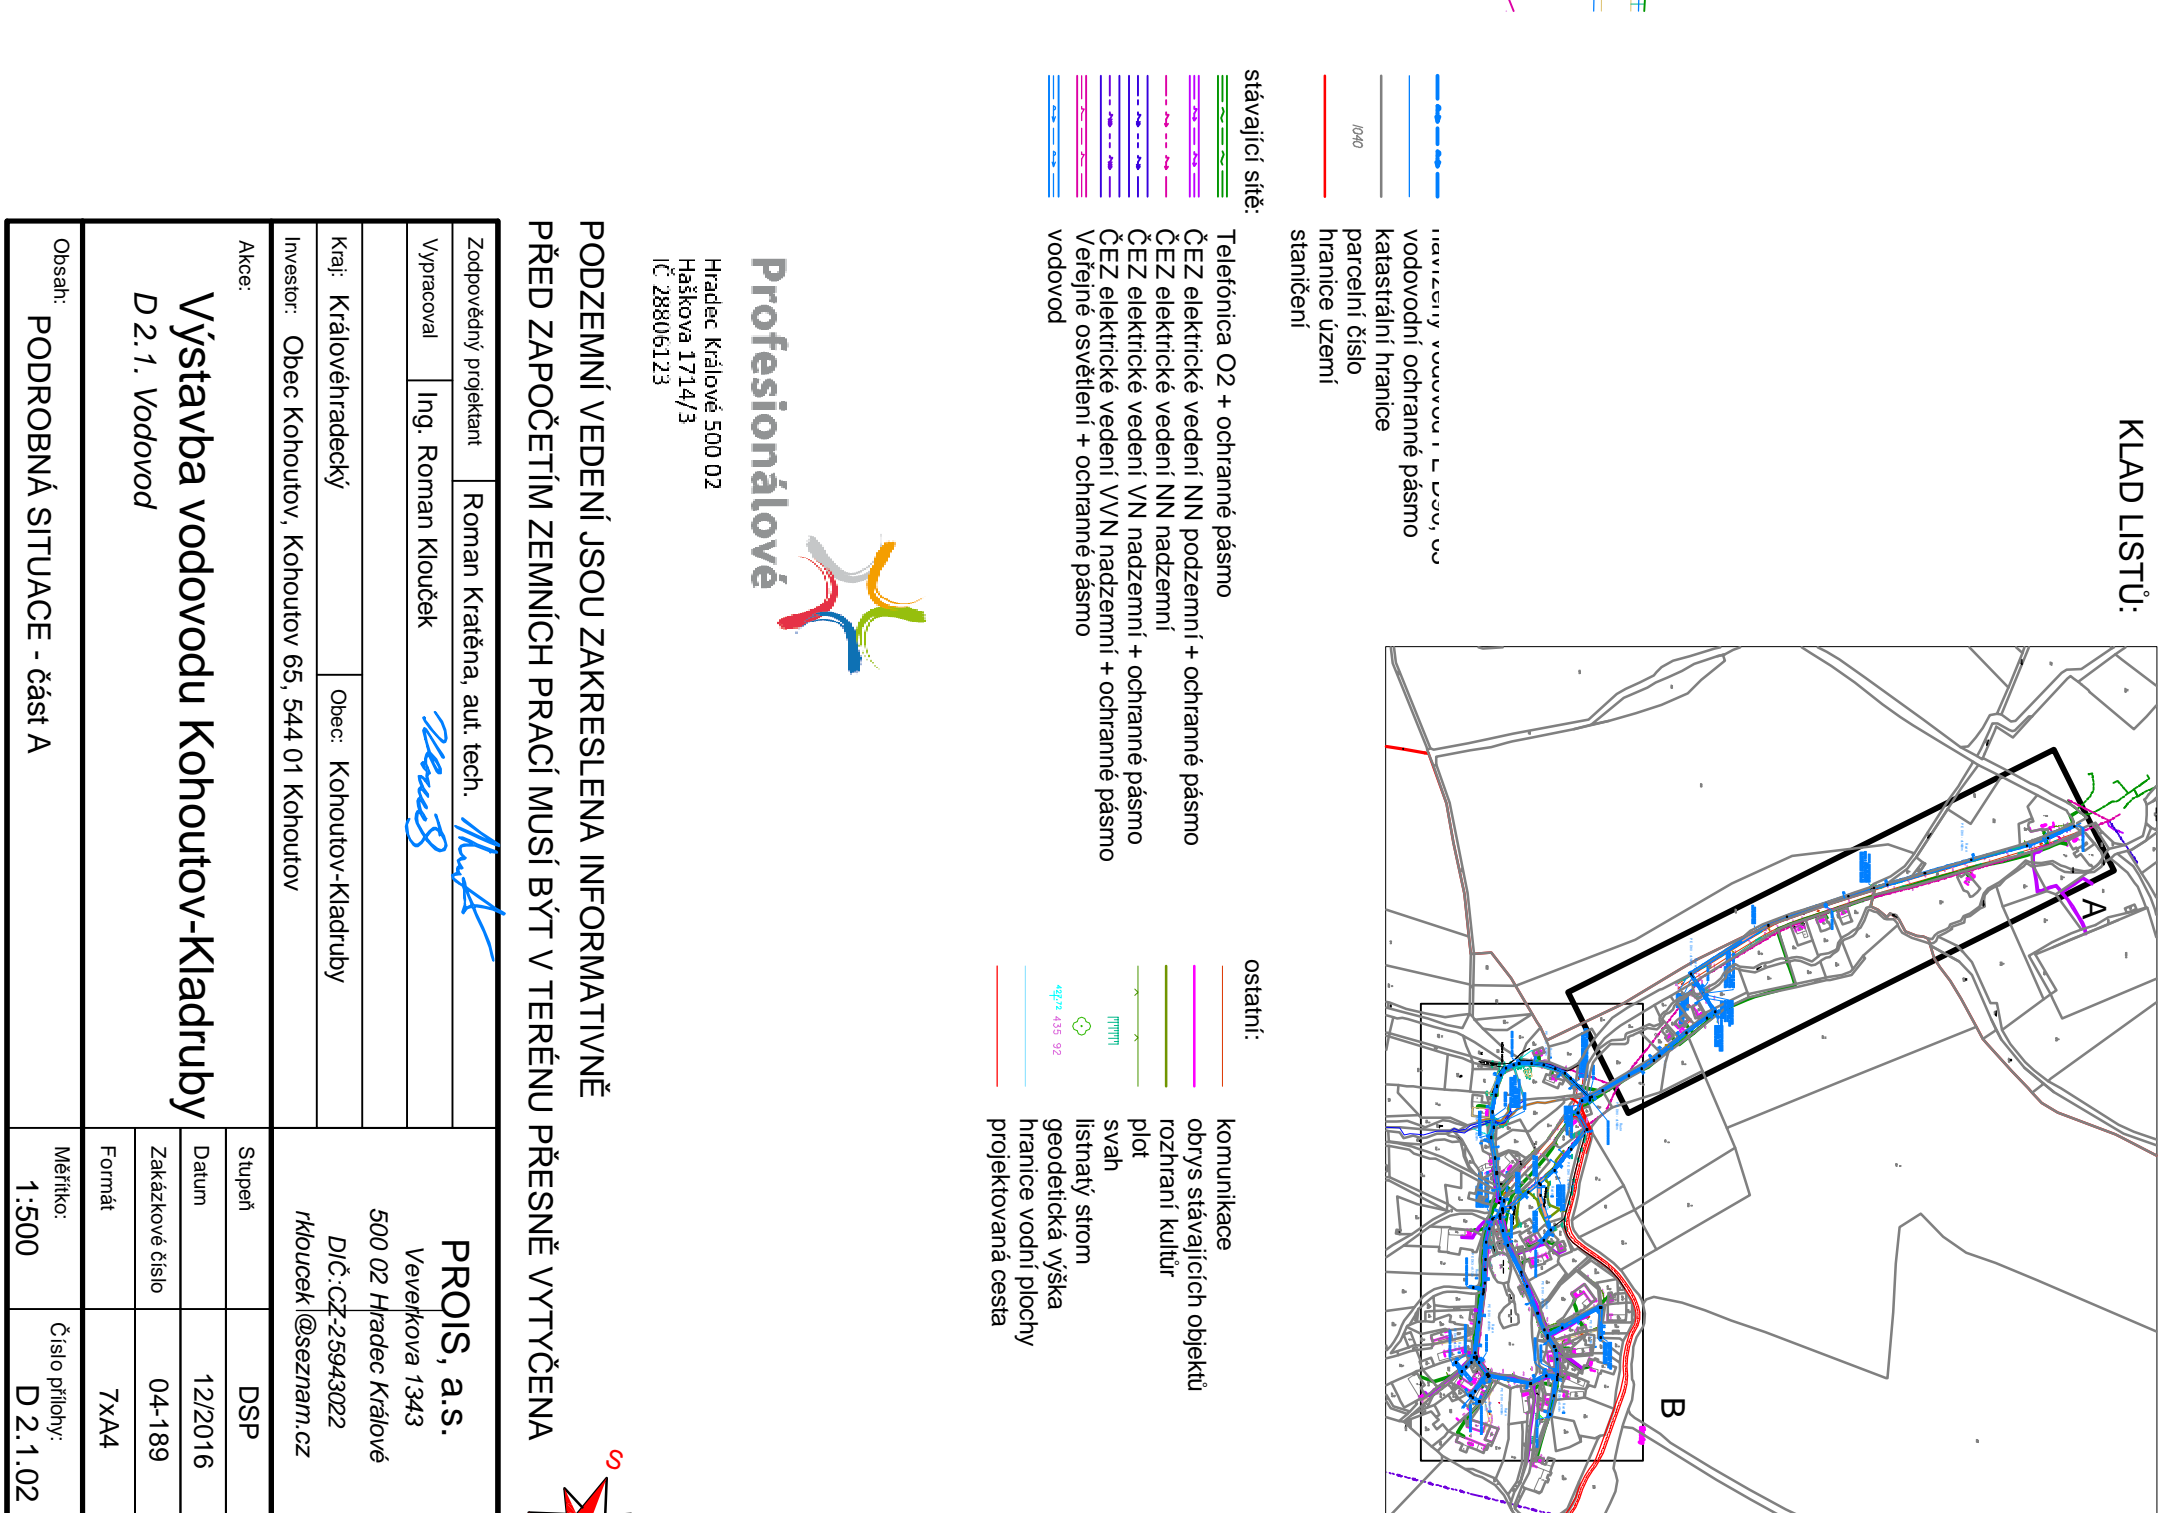 KLAD LISTŮ:
A
B
vodovodní ochranné pásmo
katastrální hranice
1040 parcelní číslo
hranice území
staničení
stávající sítě:
Telefónica O2 + ochranné pásmo
ČEZ elektrické vedení NN podzemní + ochranné pásmo
ČEZ elektrické vedení NN nadzemní
ČEZ elektrické vedení VN nadzemní + ochranné pásmo
ČEZ elektrické vedení VVN nadzemní + ochranné pásmo
Veřejné osvětlení + ochranné pásmo
vodovod
ostatní:
komunikace
obrys stávajících objektů
rozhraní kultur
plot
svah
listnatý strom
427,72 435 92 geodetická výška
hranice vodní plochy
projektovaná cesta
Profesionálové
Hradec Králové 500 02
Haškova 1714/3
IČ 28806123
PODZEMNÍ VEDENÍ JSOU ZAKRESLENA INFORMATIVNĚ
PŘED ZAPOČETÍM ZEMNÍCH PRACÍ MUSÍ BÝT V TERÉNU PŘESNĚ VYTYČENA
S
Zodpovědný projektant Roman Kratěna, aut. tech.
Vypracoval Ing. Roman Klouček
Kraj: Královéhradecký Obec: Kohoutov-Kladruby
Investor: Obec Kohoutov, Kohoutov 65, 544 01 Kohoutov
PROIS, a.s.
Veverkova 1343
500 02 Hradec Králové
DIČ:CZ-25943022
rkloucek@seznam.cz
Akce:
Výstavba vodovodu Kohoutov-Kladruby
D 2.1. Vodovod
Stupeň DSP
Datum 12/2016
Zakázkové číslo 04-189
Formát 7xA4
Obsah: PODROBNÁ SITUACE - část A
Měřítko: 1:500
Číslo přílohy: D 2.1.02